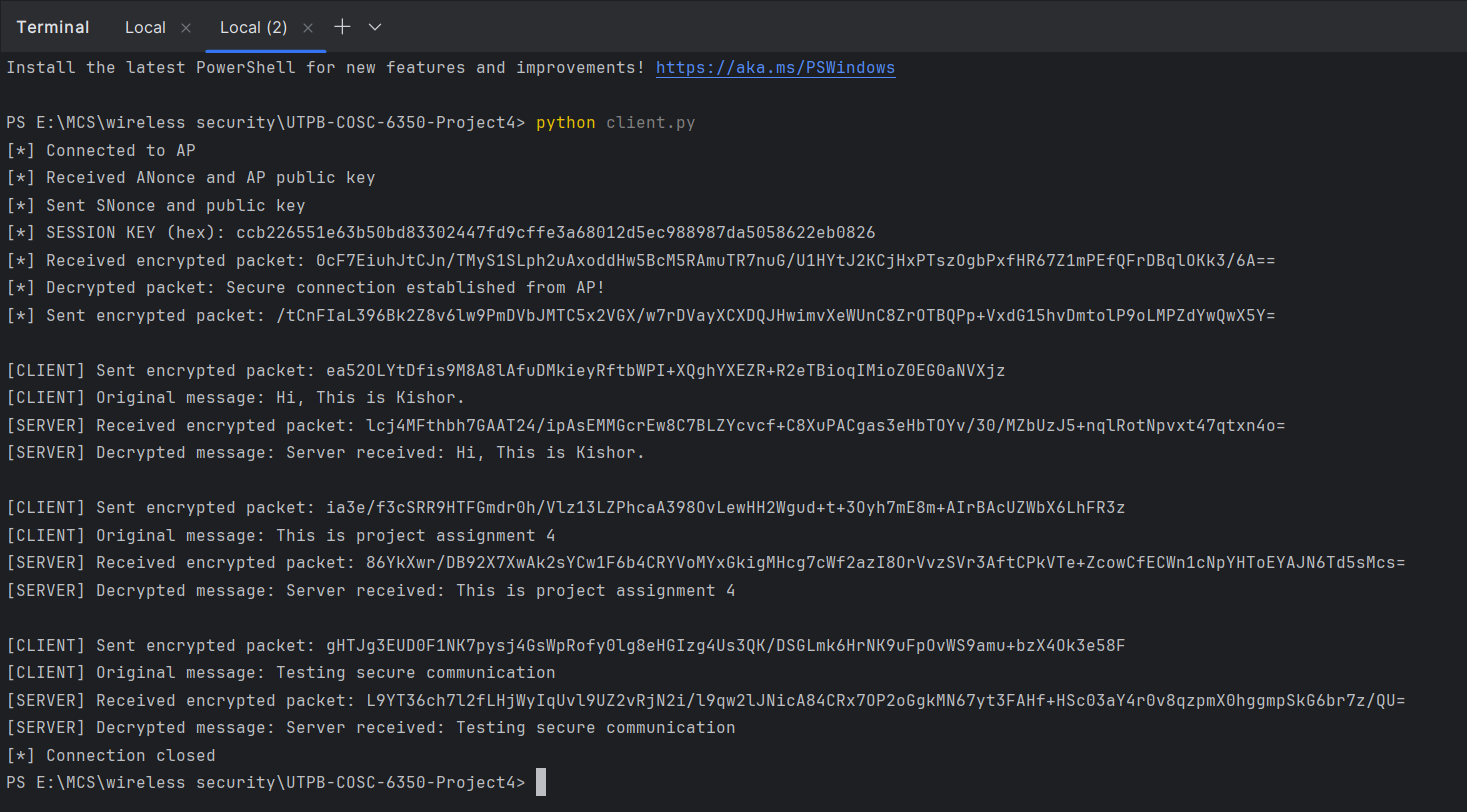 Terminal Local × Local (2) ×
Install the latest PowerShell for new features and improvements! https://aka.ms/PSWindows
PS E:\MCS\wireless security\UTPB-COSC-6350-Project4> python client.py
[*] Connected to AP
[*] Received ANonce and AP public key
[*] Sent SNonce and public key
[*] SESSION KEY (hex): ccb226551e63b50bd83302447fd9cffe3a68012d5ec988987da5058622eb0826
[*] Received encrypted packet: 0cF7EiuhJtCJn/TMyS1SLph2uAxoddHw5BcM5RAmuTR7nuG/U1HYtJ2KCjHxPTszOgbPxfHR67Z1mPEfQFrDBqlOKk3/6A==
[*] Decrypted packet: Secure connection established from AP!
[*] Sent encrypted packet: /tCnFIaL396Bk2Z8v6lw9PmDVbJMTC5x2VGX/w7rDVayXCXDQJHwimvXeWUnC8ZrOTBQPp+VxdG15hvDmtolP9oLMPZdYwQwX5Y=
[CLIENT] Sent encrypted packet: ea52OLYtDfis9M8A8lAfuDMkieyRftbWPI+XQghYXEZR+R2eTBioqIMioZ0EG0aNVXjz
[CLIENT] Original message: Hi, This is Kishor.
[SERVER] Received encrypted packet: lcj4MFthbh7GAAT24/ipAsEMMGcrEw8C7BLZYcvcf+C8XuPACgas3eHbTOYv/30/MZbUzJ5+nqlRotNpvxt47qtxn4o=
[SERVER] Decrypted message: Server received: Hi, This is Kishor.
[CLIENT] Sent encrypted packet: ia3e/f3cSRR9HTFGmdr0h/Vlz13LZPhcaA398OvLewHH2Wgud+t+3Oyh7mE8m+AIrBAcUZWbX6LhFR3z
[CLIENT] Original message: This is project assignment 4
[SERVER] Received encrypted packet: 86YkXwr/DB92X7XwAk2sYCw1F6b4CRYVoMYxGkigMHcg7cWf2azI8OrVvzSVr3AftCPkVTe+ZcowCfECWn1cNpYHToEYAJN6Td5sMcs=
[SERVER] Decrypted message: Server received: This is project assignment 4
[CLIENT] Sent encrypted packet: gHTJg3EUD0F1NK7pysj4GsWpRofy0lg8eHGIzg4Us3QK/DSGLmk6HrNK9uFpOvWS9amu+bzX4Ok3e58F
[CLIENT] Original message: Testing secure communication
[SERVER] Received encrypted packet: L9YT36ch7l2fLHjWyIqUvl9UZ2vRjN2i/l9qw2lJNicA84CRx7OP2oGgkMN67yt3FAHf+HSc03aY4r0v8qzpmX0hggmpSkG6br7z/QU=
[SERVER] Decrypted message: Server received: Testing secure communication
[*] Connection closed
PS E:\MCS\wireless security\UTPB-COSC-6350-Project4>